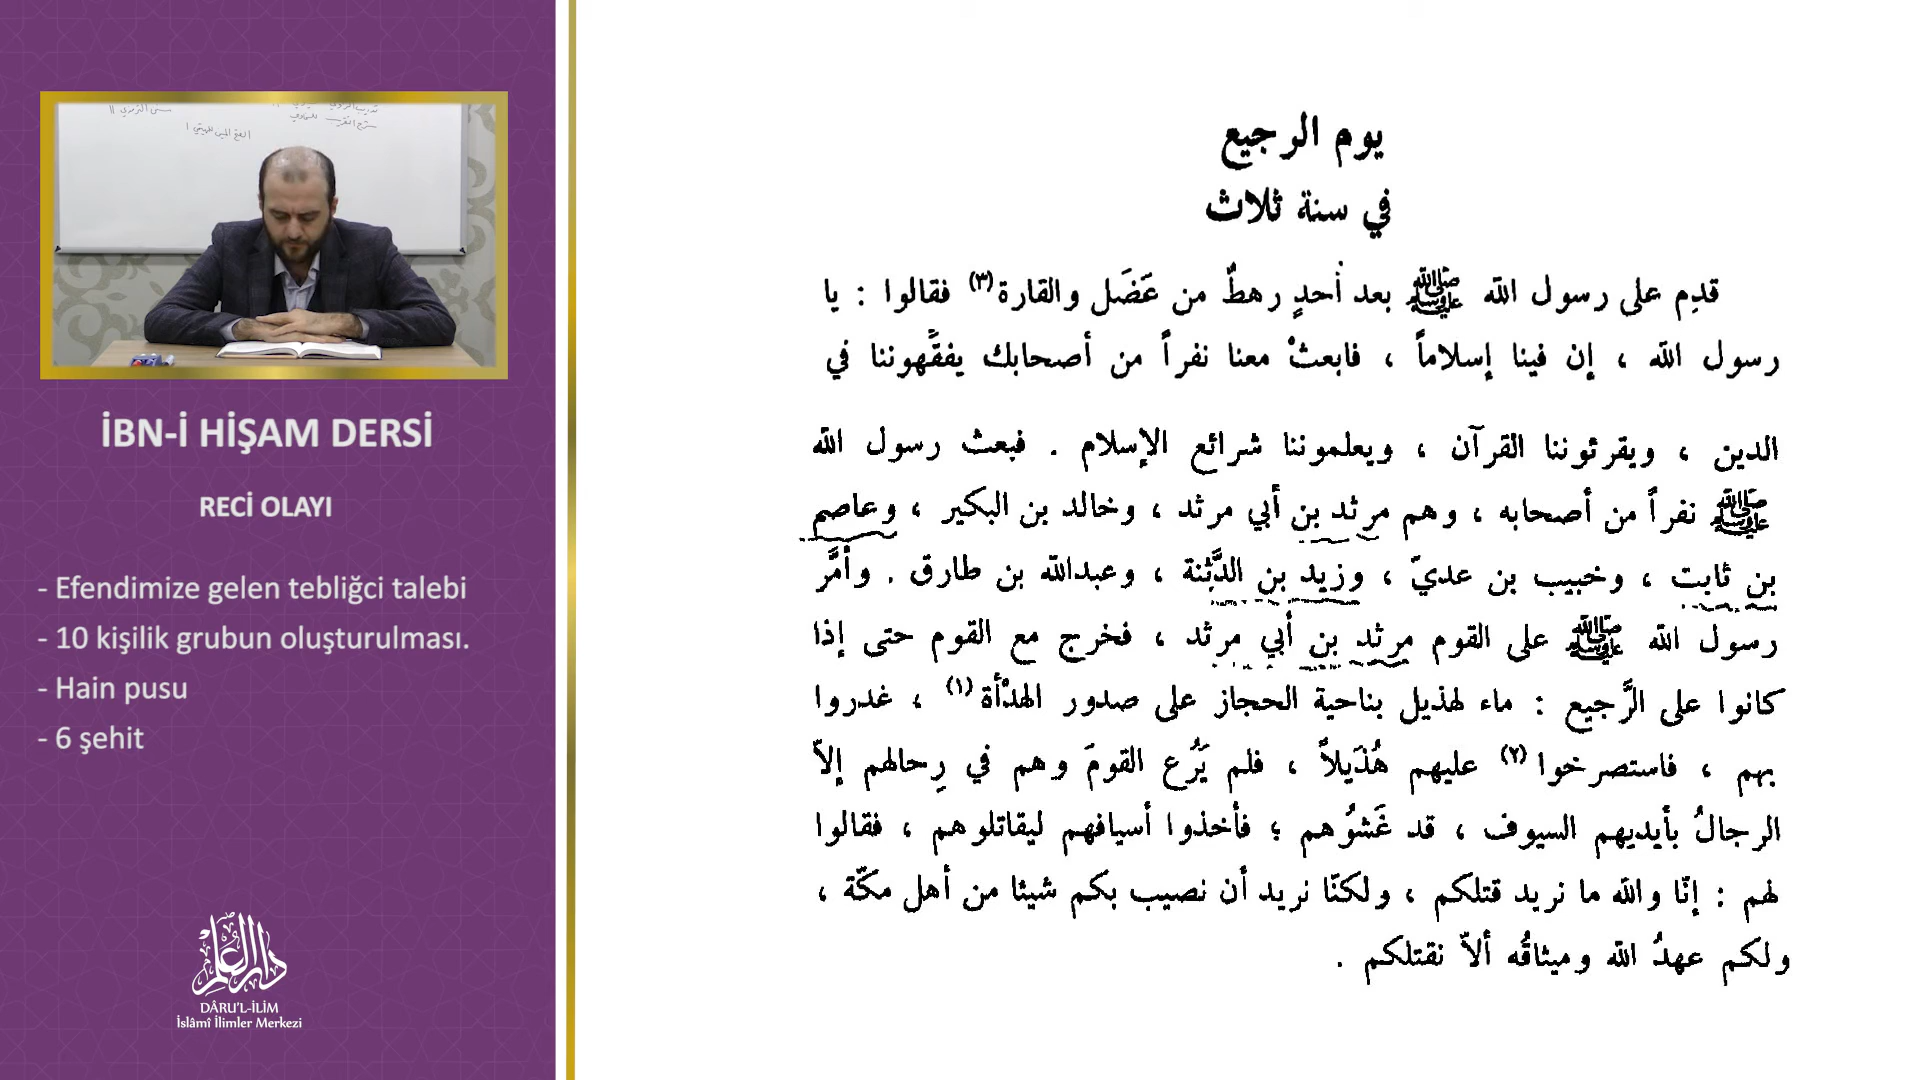 İBN-İ HİŞAM DERSİ
RECİ OLAYI
- Efendimize gelen tebliğci talebi
- 10 kişilik grubun oluşturulması.
- Hain pusu
- 6 şehit
دار العلم
DÂRU'L-İLİM
İslâmî İlimler Merkezi
يوم الرجيع
في سنة ثلاث
قدِم على رسول الله ﷺ بعد أُحدٍ رهطٌ من عَضَل والقارة(٣) فقالوا : يا
رسول الله ، إن فينا إسلاماً ، فابعثْ معنا نفراً من أصحابك يفقِّهوننا في
الدين ، ويقرئوننا القرآن ، ويعلموننا شرائع الإسلام . فبعث رسول الله
ﷺ نفراً من أصحابه ، وهم مرثد بن أبي مرثد ، وخالد بن البكير ، وعاصم
بن ثابت ، وخبيب بن عديّ ، وزيد بن الدَّثِنة ، وعبدالله بن طارق . وأمَّر
رسول الله ﷺ على القوم مرثد بن أبي مرثد ، فخرج مع القوم حتى إذا
كانوا على الرَّجيع : ماء لهذيل بناحية الحجاز على صدور الهدْأة(١) ، غدروا
بهم ، فاستصرخوا(٢) عليهم هُذَيلاً ، فلم يَرُع القومَ وهم في رِحالهم إلاّ
الرجالُ بأيديهم السيوف ، قد غَشوُهم ؛ فأخذوا أسيافهم ليقاتلوهم ، فقالوا
لهم : إنّا والله ما نريد قتلكم ، ولكنّا نريد أن نصيب بكم شيئا من أهل مكّة ،
ولكم عهدُ الله وميثاقُه ألاّ نقتلكم .